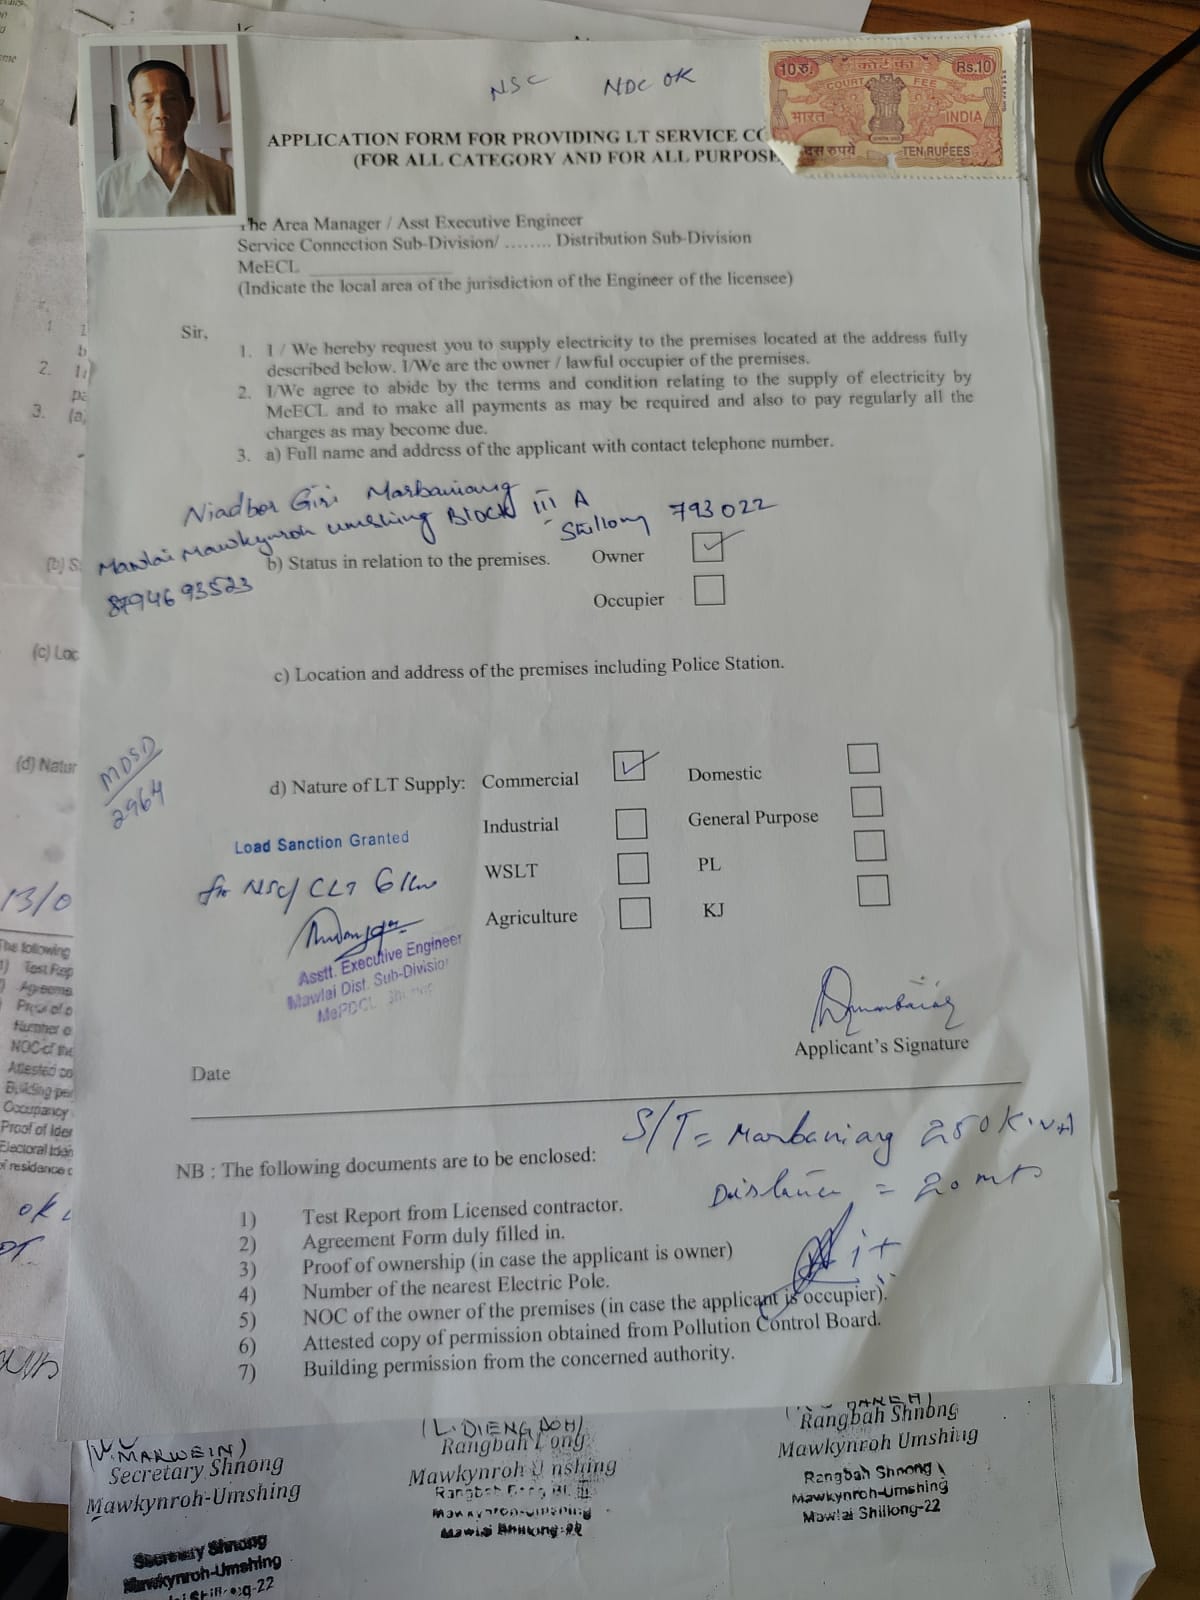 NSC NDC OK
10रु. कोर्ट फी Rs.10
COURT FEE
भारत INDIA
दस रुपये TEN RUPEES
APPLICATION FORM FOR PROVIDING LT SERVICE CO
(FOR ALL CATEGORY AND FOR ALL PURPOSE
The Area Manager / Asst Executive Engineer
Service Connection Sub-Division/ ........ Distribution Sub-Division
MeECL
(Indicate the local area of the jurisdiction of the Engineer of the licensee)
Sir,
1. I / We hereby request you to supply electricity to the premises located at the address fully
described below. I/We are the owner / lawful occupier of the premises.
2. I/We agree to abide by the terms and condition relating to the supply of electricity by
MeECL and to make all payments as may be required and also to pay regularly all the
charges as may become due.
3. a) Full name and address of the applicant with contact telephone number.
Niadbor Giri Marbaniang
Mawlai Mawkynroh umshing Block III A
Shillong 793022
8794693523
b) Status in relation to the premises. Owner
Occupier
c) Location and address of the premises including Police Station.
MDSD
2964
d) Nature of LT Supply: Commercial Domestic
Industrial General Purpose
WSLT PL
Agriculture KJ
Load Sanction Granted
for NSC/ CLT 6 kw
Asstt. Executive Engineer
Mawlai Dist. Sub-Division
MePDCL
Applicant's Signature
Date
S/T = Marbaniang 250 K.V.A
Distance = 20 mts
NB : The following documents are to be enclosed:
1) Test Report from Licensed contractor.
2) Agreement Form duly filled in.
3) Proof of ownership (in case the applicant is owner)
4) Number of the nearest Electric Pole.
5) NOC of the owner of the premises (in case the applicant is occupier).
6) Attested copy of permission obtained from Pollution Control Board.
7) Building permission from the concerned authority.
MARWEIN)
Secretary Shnong
Mawkynroh-Umshing
Secretary Shnong
Mawkynroh-Umshing
(L. DIENGDOH)
Rangbah Dong
Mawkynroh Umshing
Mawkynroh-Umshing
Rangbah Shnong
Mawkynroh Umshing
Rangbah Shnong
Mawkynroh-Umshing
Mawlai Shillong-22